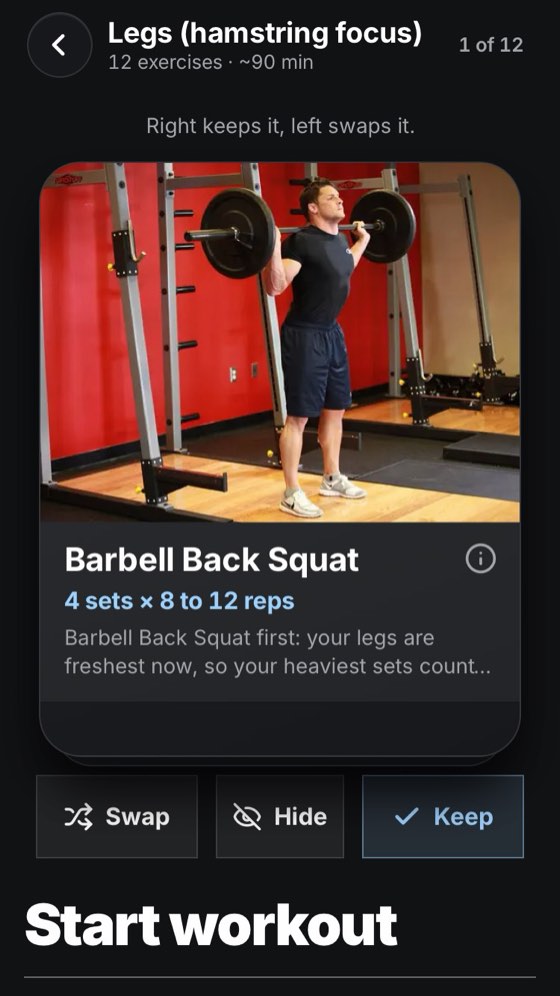 Legs (hamstring focus)
12 exercises · ~90 min
1 of 12
Right keeps it, left swaps it.
Barbell Back Squat
4 sets × 8 to 12 reps
Barbell Back Squat first: your legs are
freshest now, so your heaviest sets count...
Swap
Hide
Keep
Start workout